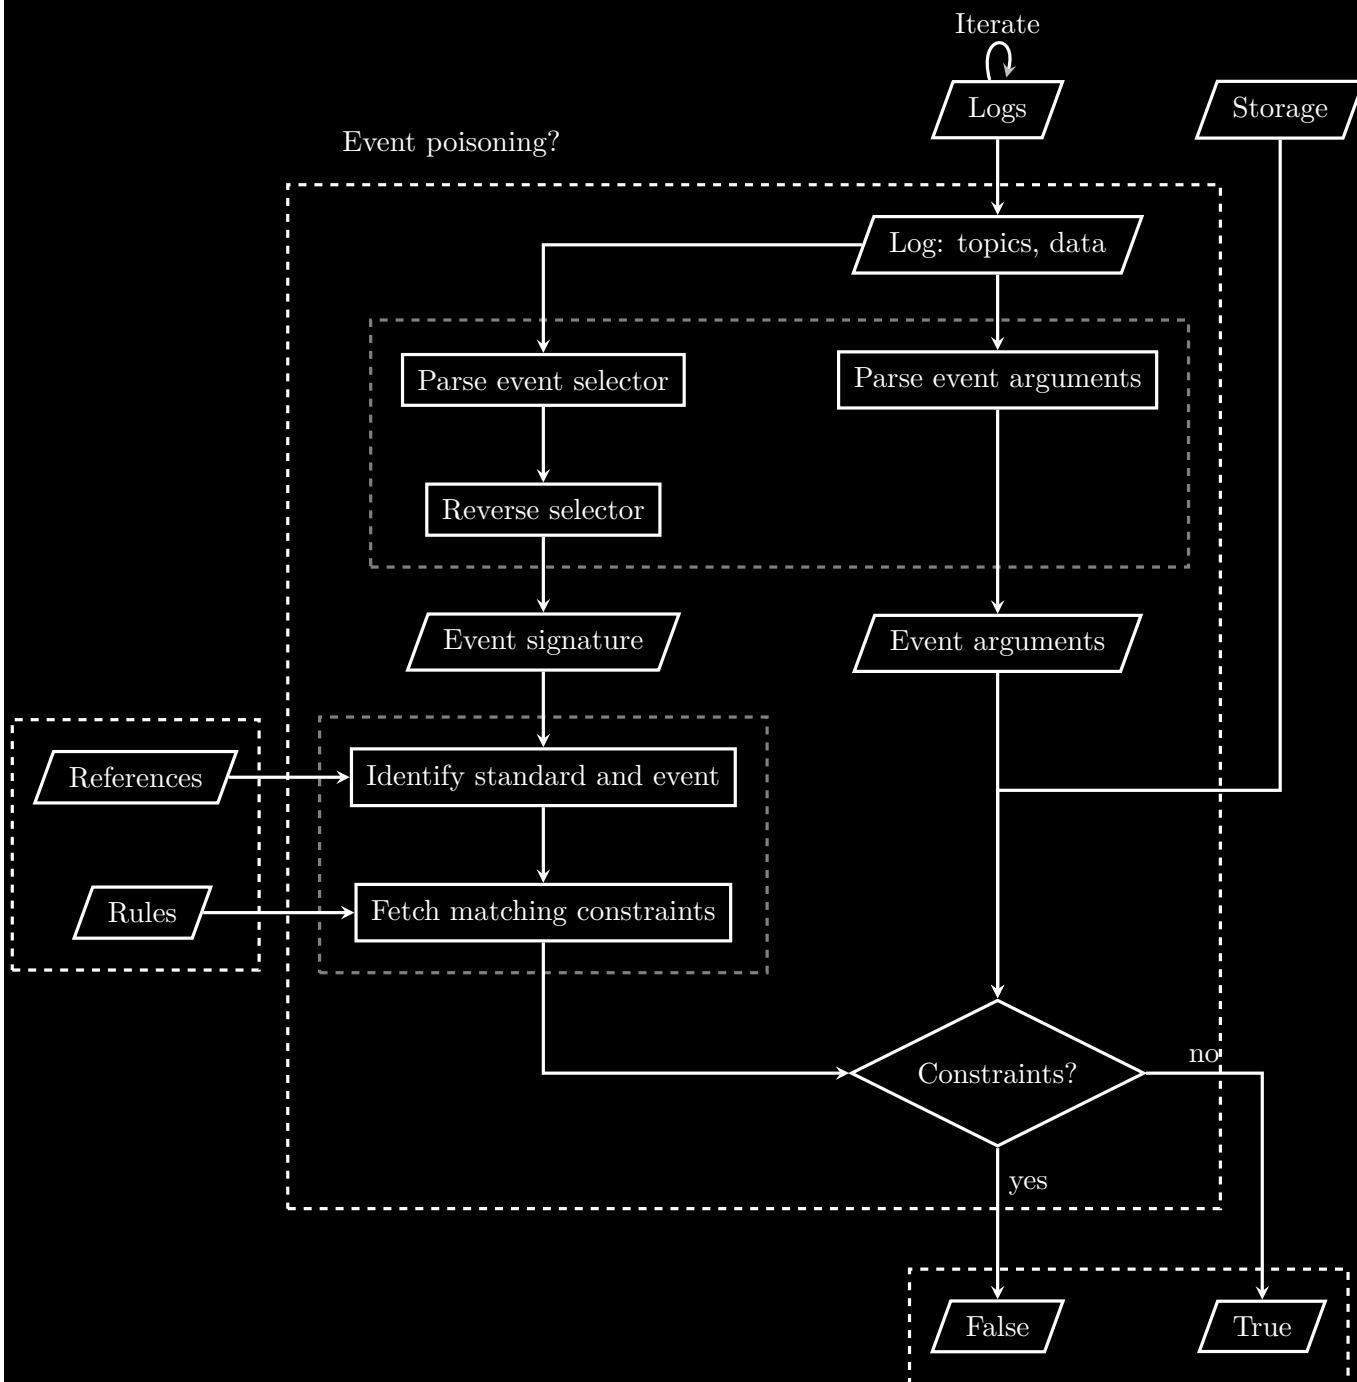 Iterate
Logs
Storage
Event poisoning?
Log: topics, data
Parse event selector
Parse event arguments
Reverse selector
Event signature
Event arguments
References
Identify standard and event
Rules
Fetch matching constraints
Constraints?
no
yes
False
True